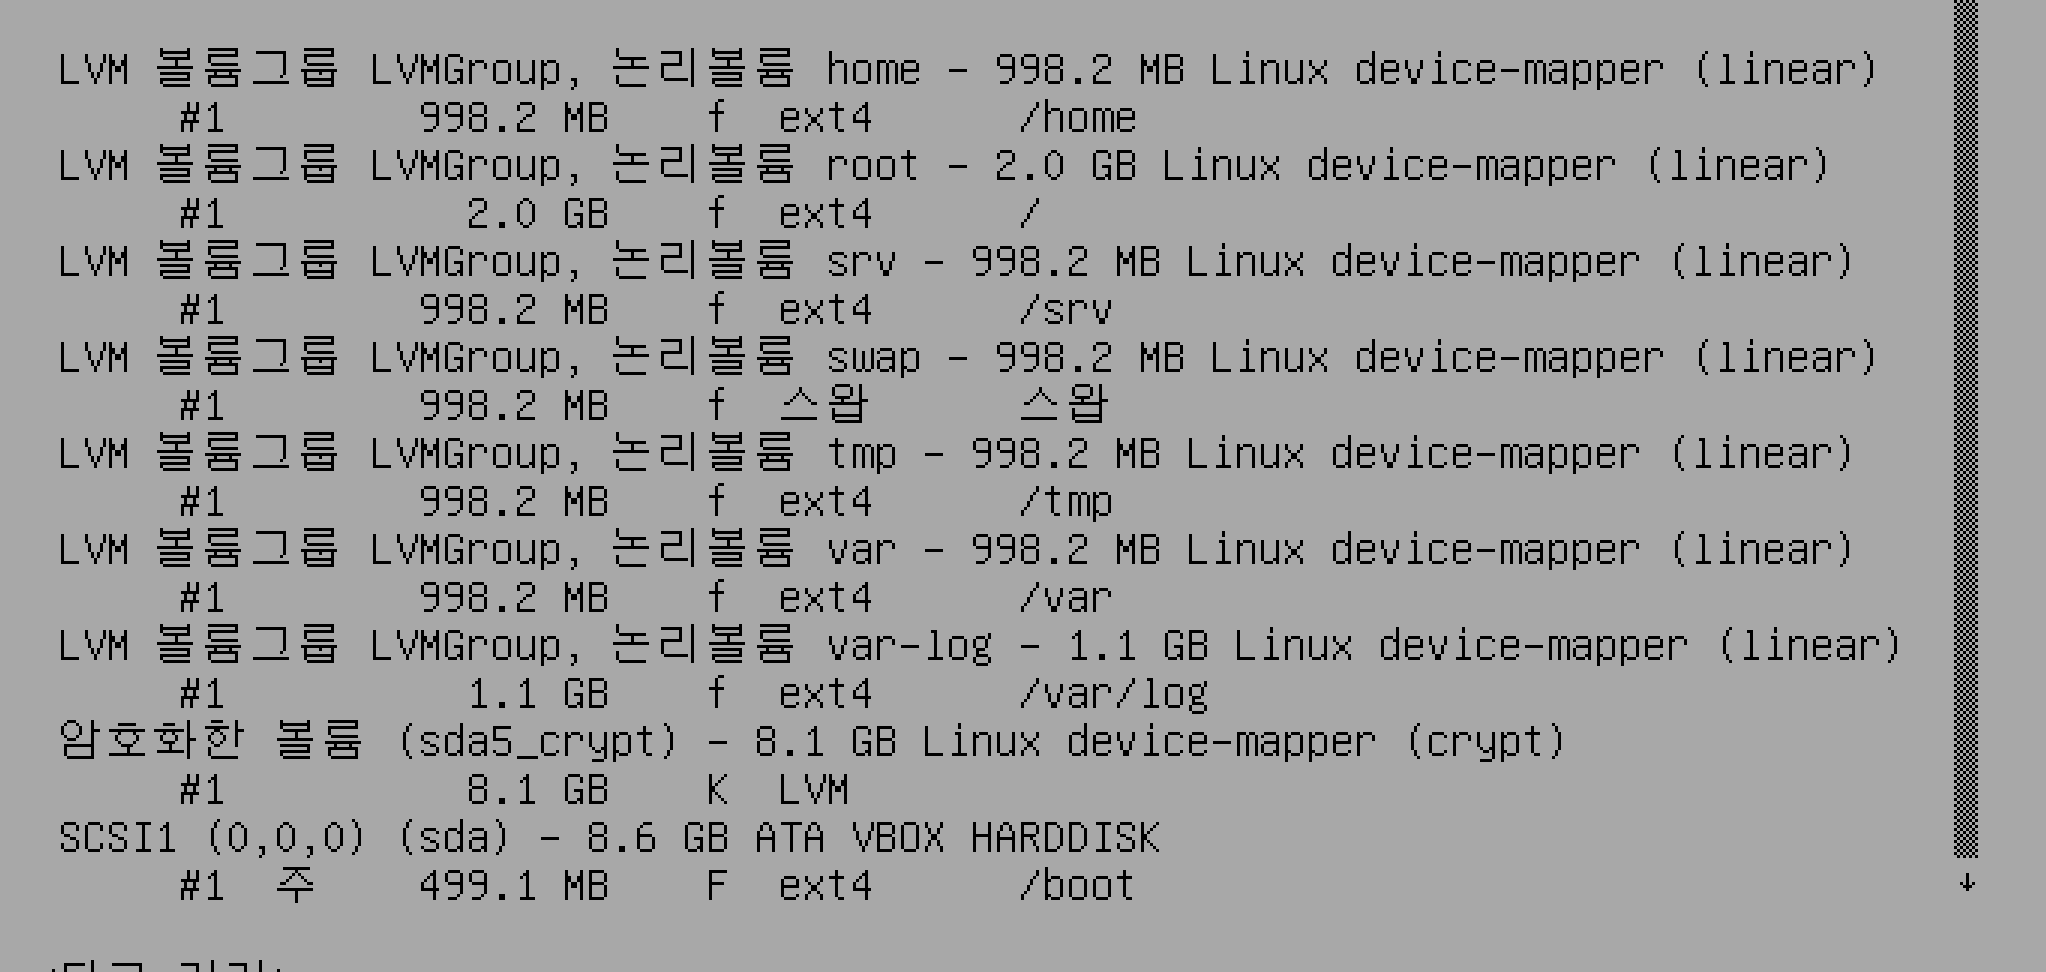 LVM 볼륨그룹 LVMGroup, 논리볼륨 home - 998.2 MB Linux device-mapper (linear)
#1 998.2 MB f ext4 /home
LVM 볼륨그룹 LVMGroup, 논리볼륨 root - 2.0 GB Linux device-mapper (linear)
#1 2.0 GB f ext4 /
LVM 볼륨그룹 LVMGroup, 논리볼륨 srv - 998.2 MB Linux device-mapper (linear)
#1 998.2 MB f ext4 /srv
LVM 볼륨그룹 LVMGroup, 논리볼륨 swap - 998.2 MB Linux device-mapper (linear)
#1 998.2 MB f 스왑 스왑
LVM 볼륨그룹 LVMGroup, 논리볼륨 tmp - 998.2 MB Linux device-mapper (linear)
#1 998.2 MB f ext4 /tmp
LVM 볼륨그룹 LVMGroup, 논리볼륨 var - 998.2 MB Linux device-mapper (linear)
#1 998.2 MB f ext4 /var
LVM 볼륨그룹 LVMGroup, 논리볼륨 var-log - 1.1 GB Linux device-mapper (linear)
#1 1.1 GB f ext4 /var/log
암호화한 볼륨 (sda5_crypt) - 8.1 GB Linux device-mapper (crypt)
#1 8.1 GB K LVM
SCSI1 (0,0,0) (sda) - 8.6 GB ATA VBOX HARDDISK
#1 주 499.1 MB F ext4 /boot